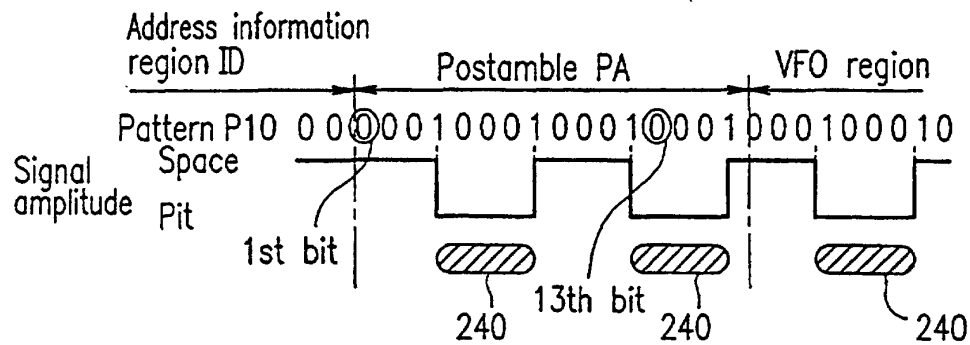 Address information
region ID
Postamble PA
VFO region
Pattern P10 0 0 0 0 0 1 0 0 0 1 0 0 0 1 0 0 0 1 0 0 0 1 0 0 0 1 0
Signal
amplitude
Space
Pit
1st bit
13th bit
240
240
240